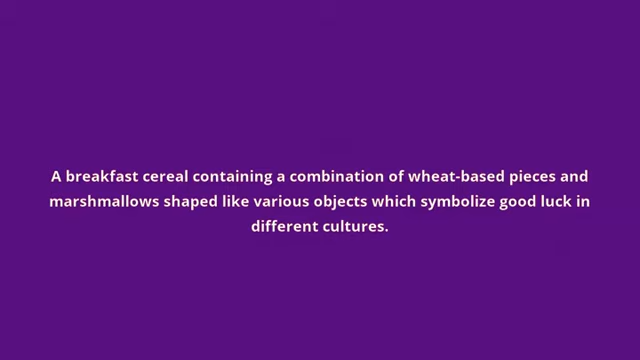 A breakfast cereal containing a combination of wheat-based pieces and
marshmallows shaped like various objects which symbolize good luck in
different cultures.